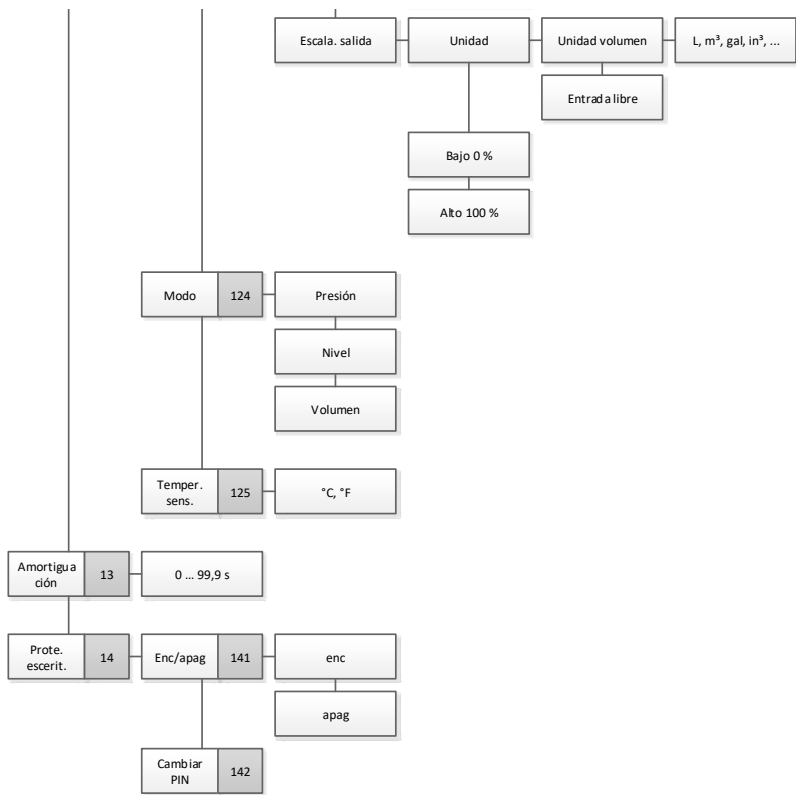 Escala. salida
Unidad
Unidad volumen
L, m³, gal, in³, ...
Entrada libre
Bajo 0 %
Alto 100 %
Modo
124
Presión
Nivel
Volumen
Temper.
sens.
125
°C, °F
Amortigua
ción
13
0 ... 99,9 s
Prote.
escerit.
14
Enc/apag
141
enc
apag
Cambiar
PIN
142